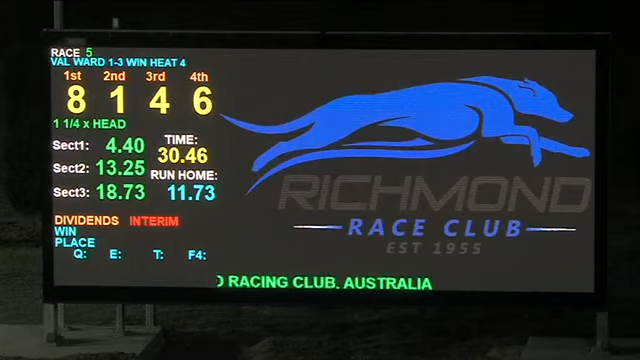 RACE 5
VAL WARD 1-3 WIN HEAT 4
1st 2nd 3rd 4th
8 1 4 6
1 1/4 x HEAD
Sect1: 4.40
Sect2: 13.25
Sect3: 18.73
TIME:
30.46
RUN HOME:
11.73
DIVIDENDS INTERIM
WIN
PLACE
Q: E: T: F4:
RICHMOND
RACE CLUB
EST 1955
RACING CLUB, AUSTRALIA